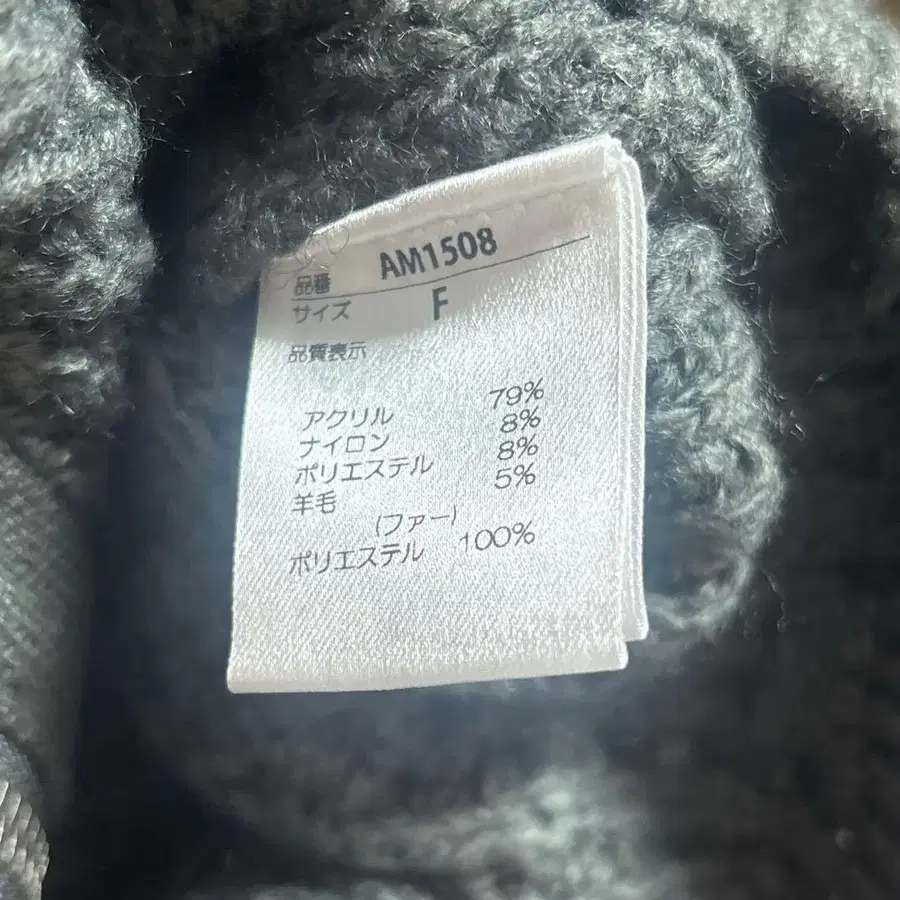 品番 AM1508
サイズ F
品質表示
アクリル 79%
ナイロン 8%
ポリエステル 8%
羊毛 5%
(ファー)
ポリエステル 100%